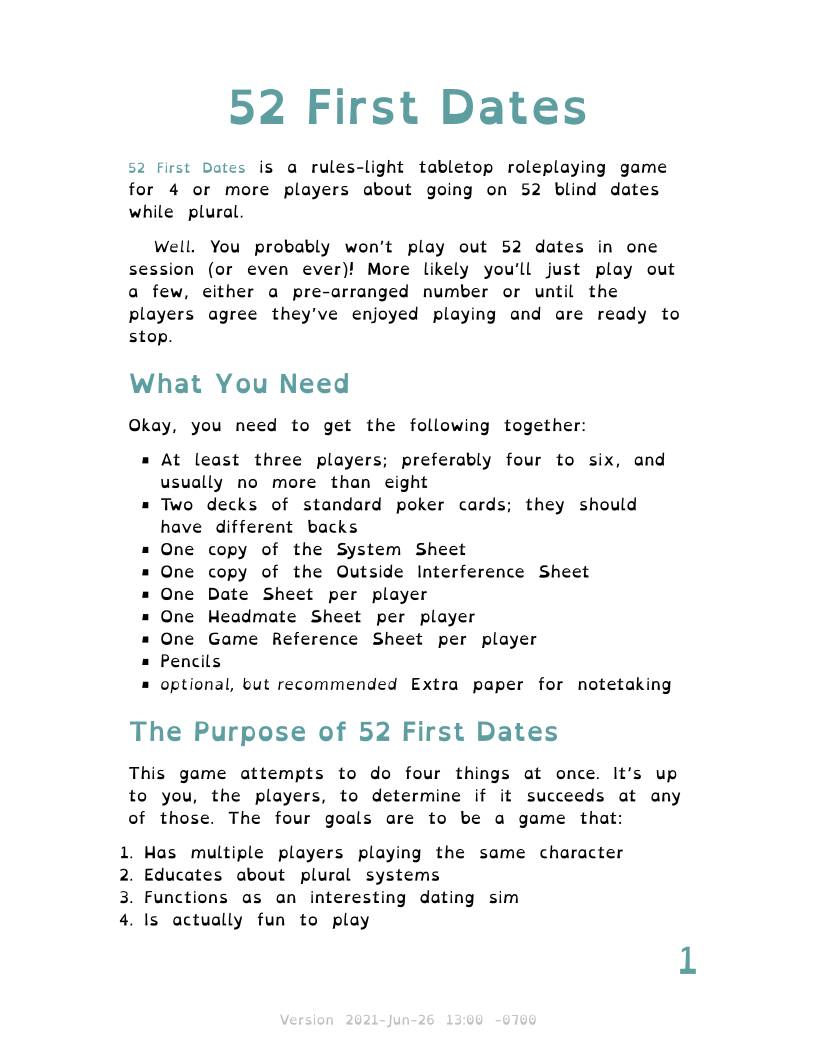 52 First Dates
52 First Dates is a rules-light tabletop roleplaying game
for 4 or more players about going on 52 blind dates
while plural.
Well. You probably won't play out 52 dates in one
session (or even ever)! More likely you'll just play out
a few, either a pre-arranged number or until the
players agree they've enjoyed playing and are ready to
stop.
What You Need
Okay, you need to get the following together:
▪ At least three players; preferably four to six, and
usually no more than eight
▪ Two decks of standard poker cards; they should
have different backs
▪ One copy of the System Sheet
▪ One copy of the Outside Interference Sheet
▪ One Date Sheet per player
▪ One Headmate Sheet per player
▪ One Game Reference Sheet per player
▪ Pencils
▪ optional, but recommended Extra paper for notetaking
The Purpose of 52 First Dates
This game attempts to do four things at once. It's up
to you, the players, to determine if it succeeds at any
of those. The four goals are to be a game that:
1. Has multiple players playing the same character
2. Educates about plural systems
3. Functions as an interesting dating sim
4. Is actually fun to play
1
Version 2021-Jun-26 13:00 -0700